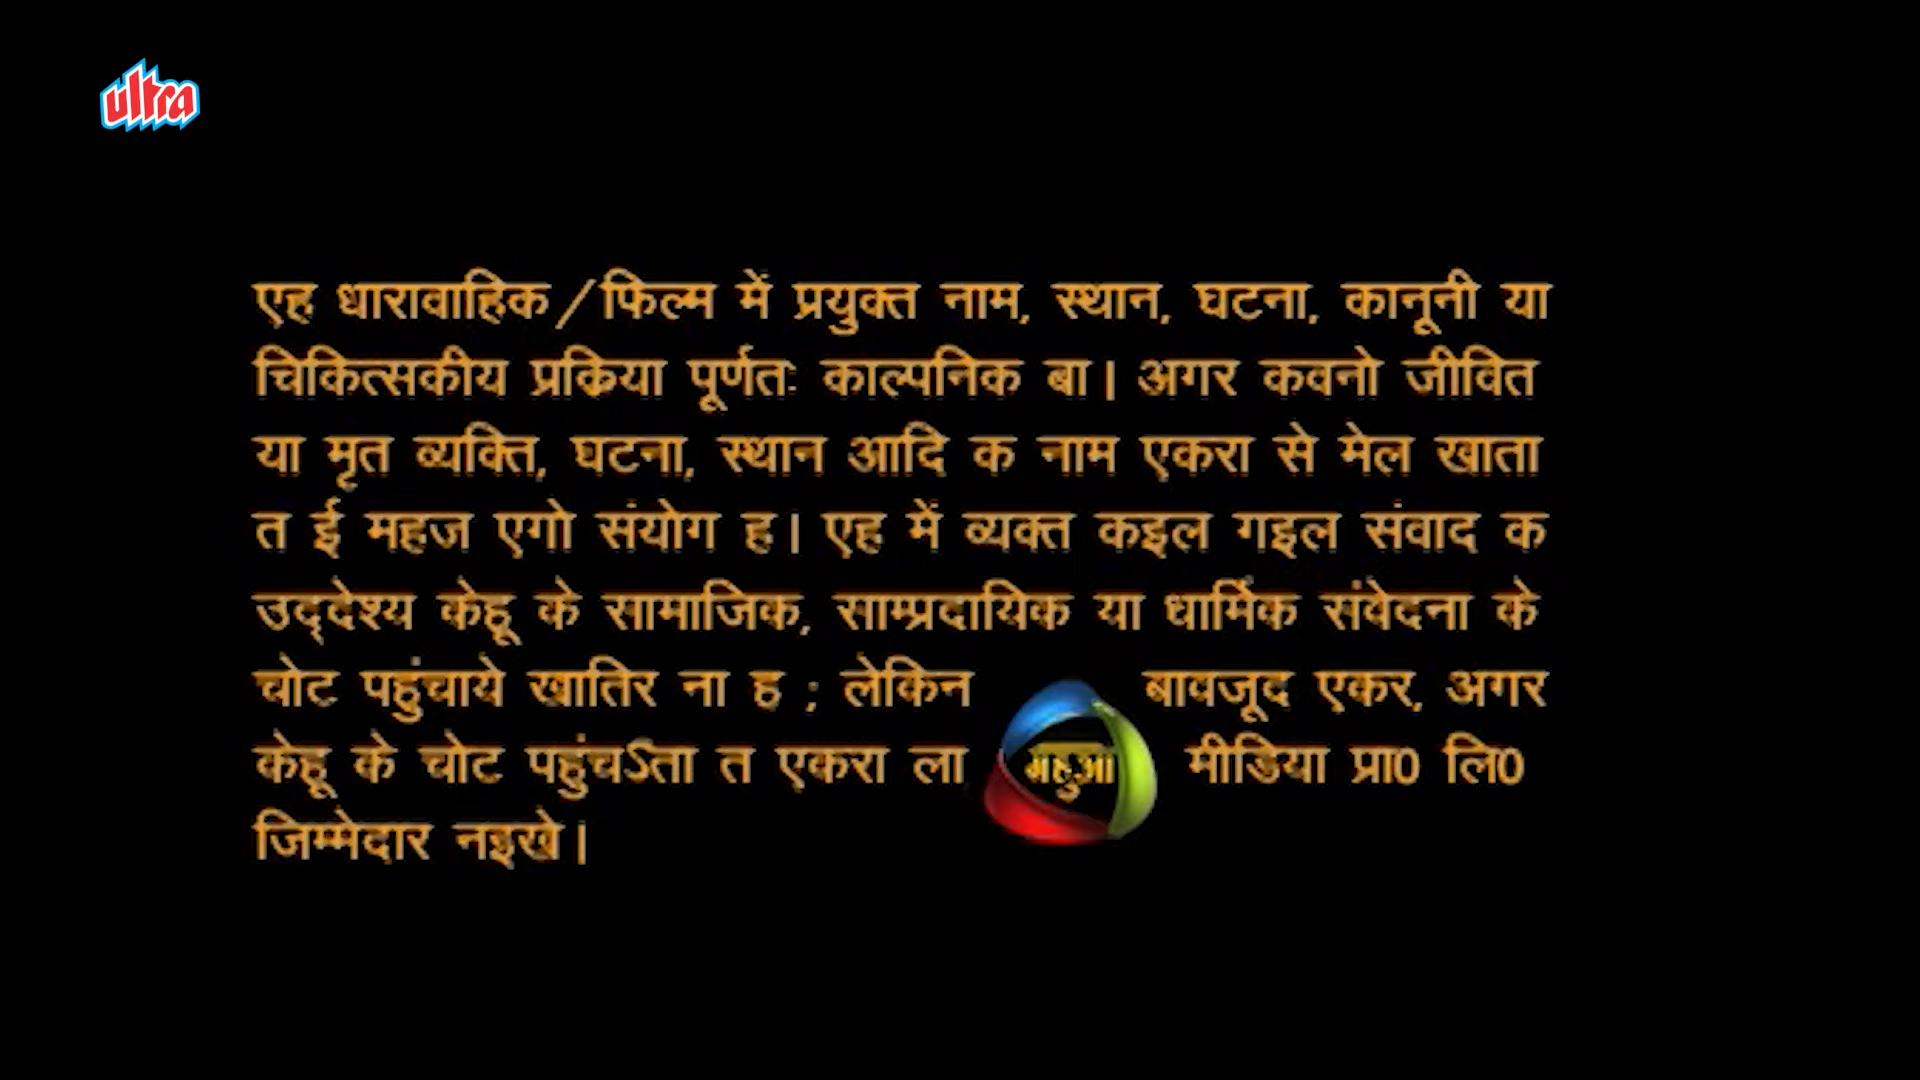 ultra
एह धारावाहिक/फिल्म में प्रयुक्त नाम, स्थान, घटना, कानूनी या
चिकित्सकीय प्रक्रिया पूर्णतः काल्पनिक बा। अगर कवनो जीवित
या मृत व्यक्ति, घटना, स्थान आदि क नाम एकरा से मेल खाता
त ई महज एगो संयोग ह। एह में व्यक्त कइल गइल संवाद क
उद्देश्य केहू के सामाजिक, साम्प्रदायिक या धार्मिक संवेदना के
चोट पहुंचाये खातिर ना ह ; लेकिन बावजूद एकर, अगर
केहू के चोट पहुंचऽता त एकरा ला महुआ मीडिया प्रा0 लि0
जिम्मेदार नइखे।